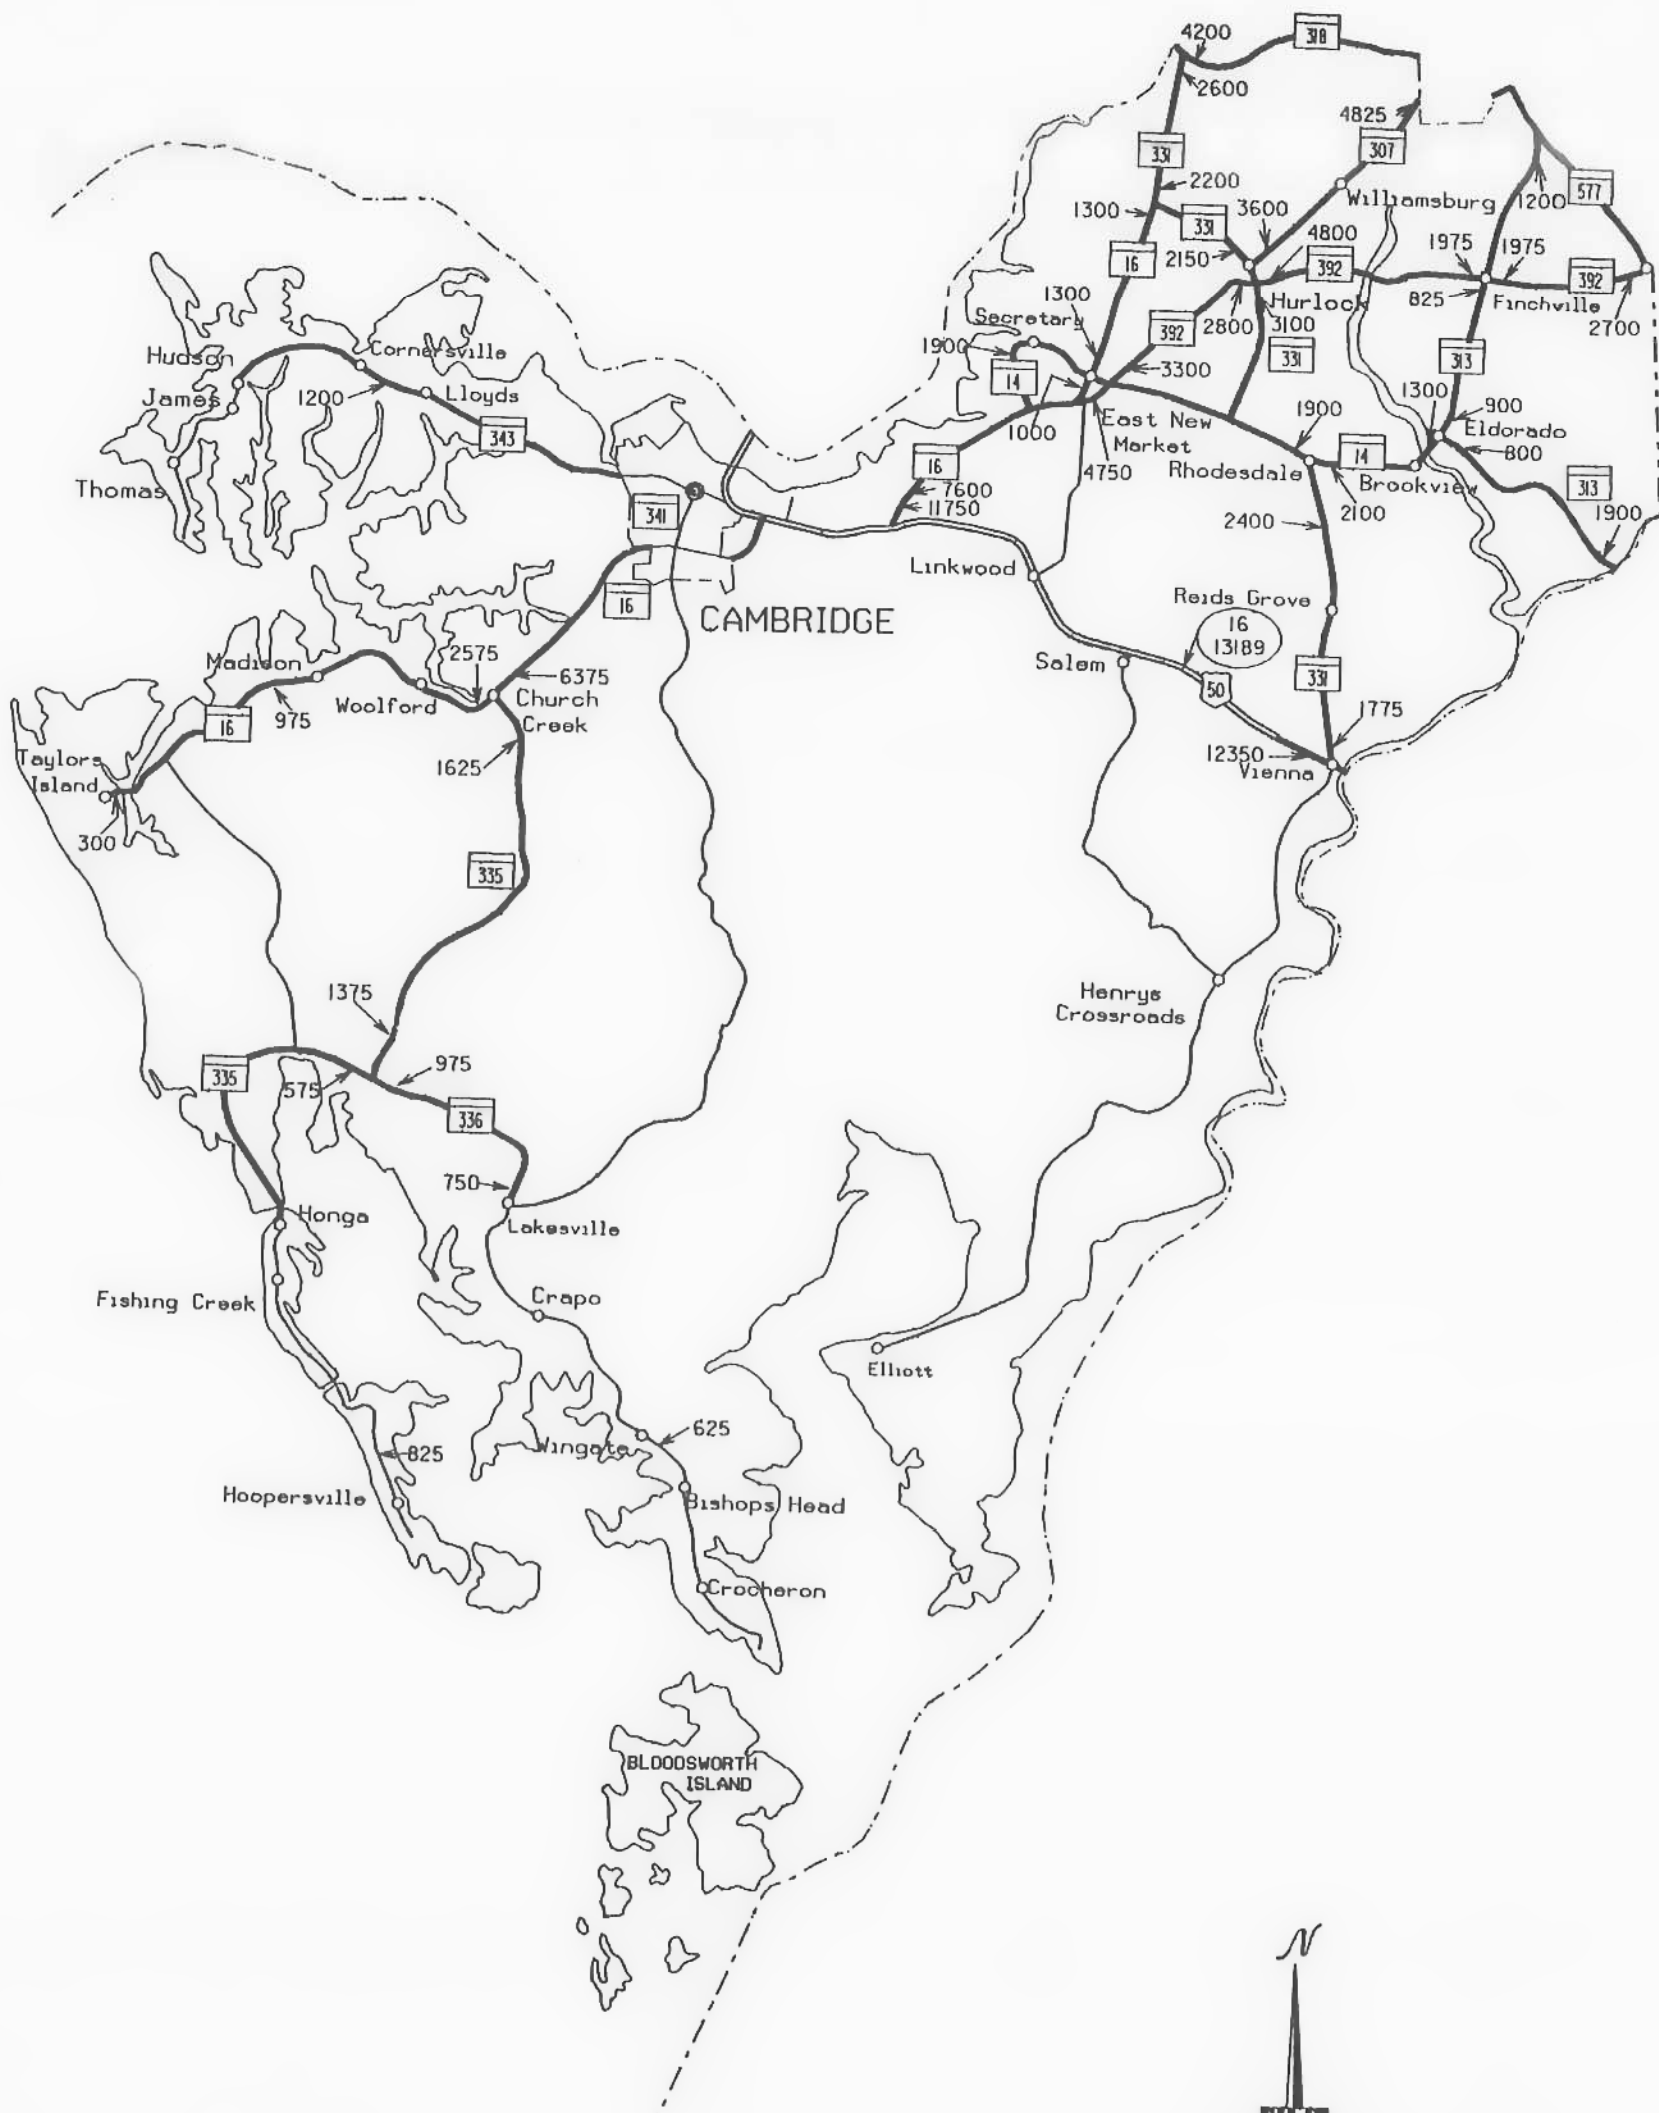 4200
318
2600
4825
307
331
2200
577
Williamsburg
1200
1300
331
3600
4800
16
2150
392
1975
1975
392
1300
Hurlock
825
Finchville
2700
Secretary
392
2800
3100
1900
331
313
Hudson
Cornersville
14
3300
James
1200
Lloyds
1300
900
1000
East New
Market
1900
Eldorado
343
16
4750
Rhodesdale
14
800
Thomas
7600
Brookview
313
341
11750
2400
2100
1900
Linkwood
16
Reids Grove
CAMBRIDGE
16
13189
2575
Madison
6375
Salem
331
Woolford
Church
Creek
50
975
16
1775
Taylors
Island
1625
12350
Vienna
300
335
1375
Henrys
Crossroads
975
335
575
336
750
Honga
Lakesville
Fishing Creek
Crapo
Elliott
625
Wingate
825
Hoopersville
Bishops Head
Crocheron
BLOODSWORTH
ISLAND
N